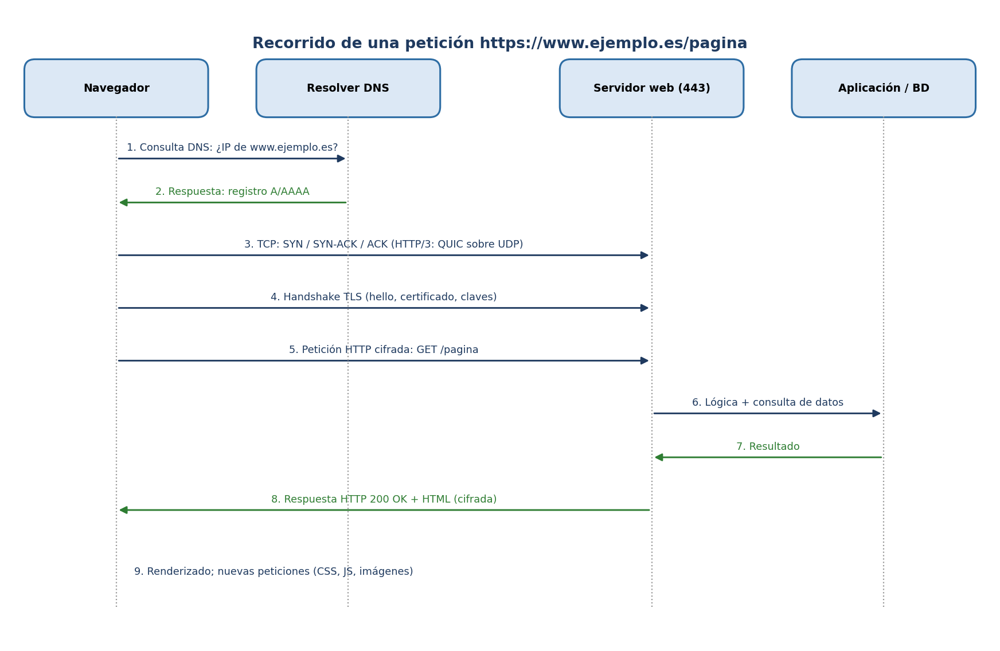 Recorrido de una petición https://www.ejemplo.es/pagina
Navegador
Resolver DNS
Servidor web (443)
Aplicación / BD
1. Consulta DNS: ¿IP de www.ejemplo.es?
2. Respuesta: registro A/AAAA
3. TCP: SYN / SYN-ACK / ACK (HTTP/3: QUIC sobre UDP)
4. Handshake TLS (hello, certificado, claves)
5. Petición HTTP cifrada: GET /pagina
6. Lógica + consulta de datos
7. Resultado
8. Respuesta HTTP 200 OK + HTML (cifrada)
9. Renderizado; nuevas peticiones (CSS, JS, imágenes)